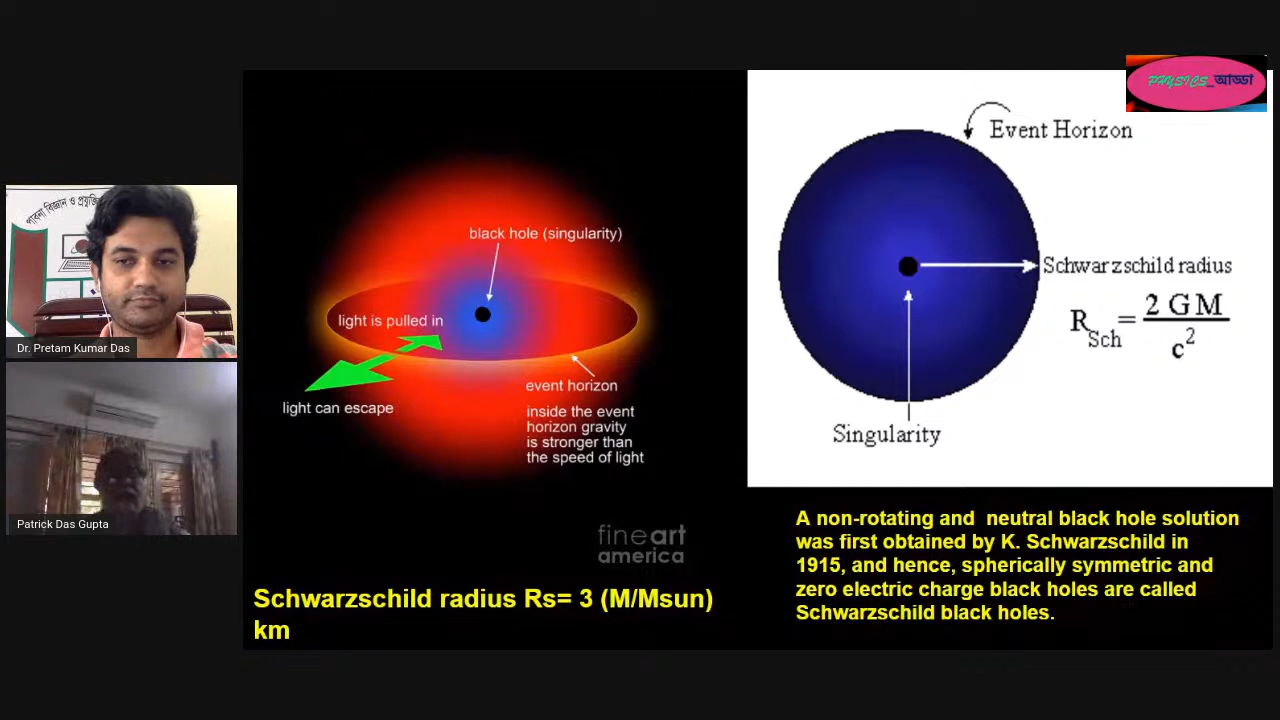 PHYSICS_আড্ডা
পাবনা বিজ্ঞান ও প্রযুক্তি
Dr. Pretam Kumar Das
Patrick Das Gupta
black hole (singularity)
light is pulled in
light can escape
event horizon
inside the event
horizon gravity
is stronger than
the speed of light
fineart
america
Schwarzschild radius Rs= 3 (M/Msun)
km
Event Horizon
Schwarzschild radius
R_Sch = 2 G M / c²
Singularity
A non-rotating and neutral black hole solution
was first obtained by K. Schwarzschild in
1915, and hence, spherically symmetric and
zero electric charge black holes are called
Schwarzschild black holes.